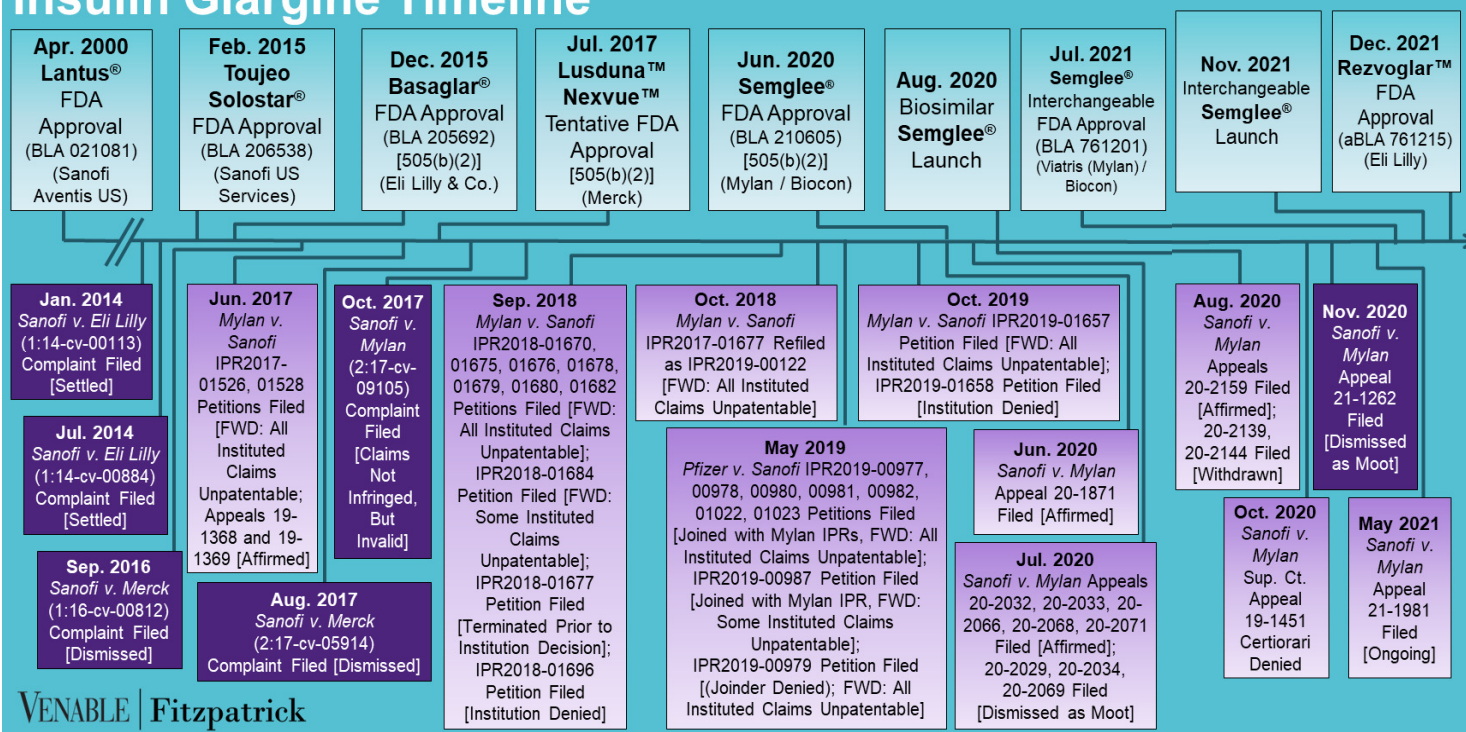 Insulin Glargine Timeline
Apr. 2000
Lantus®
FDA
Approval
(BLA 021081)
(Sanofi
Aventis US)
Feb. 2015
Toujeo
Solostar®
FDA Approval
(BLA 206538)
(Sanofi US
Services)
Dec. 2015
Basaglar®
FDA Approval
(BLA 205692)
[505(b)(2)]
(Eli Lilly & Co.)
Jul. 2017
Lusduna™
Nexvue™
Tentative FDA
Approval
[505(b)(2)]
(Merck)
Jun. 2020
Semglee®
FDA Approval
(BLA 210605)
[505(b)(2)]
(Mylan / Biocon)
Aug. 2020
Biosimilar
Semglee®
Launch
Jul. 2021
Semglee®
Interchangeable
FDA Approval
(BLA 761201)
(Viatris (Mylan) /
Biocon)
Nov. 2021
Interchangeable
Semglee®
Launch
Dec. 2021
Rezvoglar™
FDA
Approval
(aBLA 761215)
(Eli Lilly)
Jan. 2014
Sanofi v. Eli Lilly
(1:14-cv-00113)
Complaint Filed
[Settled]
Jul. 2014
Sanofi v. Eli Lilly
(1:14-cv-00884)
Complaint Filed
[Settled]
Sep. 2016
Sanofi v. Merck
(1:16-cv-00812)
Complaint Filed
[Dismissed]
Jun. 2017
Mylan v.
Sanofi
IPR2017-
01526, 01528
Petitions Filed
[FWD: All
Instituted
Claims
Unpatentable;
Appeals 19-
1368 and 19-
1369 [Affirmed]
Aug. 2017
Sanofi v. Merck
(2:17-cv-05914)
Complaint Filed [Dismissed]
Oct. 2017
Sanofi v.
Mylan
(2:17-cv-
09105)
Complaint
Filed
[Claims
Not
Infringed,
But
Invalid]
Sep. 2018
Mylan v. Sanofi
IPR2018-01670,
01675, 01676, 01678,
01679, 01680, 01682
Petitions Filed [FWD:
All Instituted Claims
Unpatentable];
IPR2018-01684
Petition Filed [FWD:
Some Instituted
Claims
Unpatentable];
IPR2018-01677
Petition Filed
[Terminated Prior to
Institution Decision];
IPR2018-01696
Petition Filed
[Institution Denied]
Oct. 2018
Mylan v. Sanofi
IPR2017-01677 Refiled
as IPR2019-00122
[FWD: All Instituted
Claims Unpatentable]
May 2019
Pfizer v. Sanofi IPR2019-00977,
00978, 00980, 00981, 00982,
01022, 01023 Petitions Filed
[Joined with Mylan IPRs, FWD: All
Instituted Claims Unpatentable];
IPR2019-00987 Petition Filed
[Joined with Mylan IPR, FWD:
Some Instituted Claims
Unpatentable];
IPR2019-00979 Petition Filed
[(Joinder Denied); FWD: All
Instituted Claims Unpatentable]
Oct. 2019
Mylan v. Sanofi IPR2019-01657
Petition Filed [FWD: All
Instituted Claims Unpatentable];
IPR2019-01658 Petition Filed
[Institution Denied]
Jun. 2020
Sanofi v. Mylan
Appeal 20-1871
Filed [Affirmed]
Jul. 2020
Sanofi v. Mylan Appeals
20-2032, 20-2033, 20-
2066, 20-2068, 20-2071
Filed [Affirmed];
20-2029, 20-2034,
20-2069 Filed
[Dismissed as Moot]
Aug. 2020
Sanofi v.
Mylan
Appeals
20-2159 Filed
[Affirmed];
20-2139,
20-2144 Filed
[Withdrawn]
Oct. 2020
Sanofi v.
Mylan
Sup. Ct.
Appeal
19-1451
Certiorari
Denied
Nov. 2020
Sanofi v.
Mylan
Appeal
21-1262
Filed
[Dismissed
as Moot]
May 2021
Sanofi v.
Mylan
Appeal
21-1981
Filed
[Ongoing]
VENABLE | Fitzpatrick